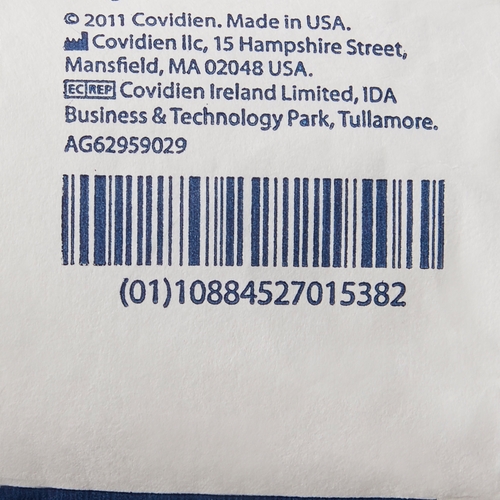 © 2011 Covidien. Made in USA.
Covidien llc, 15 Hampshire Street,
Mansfield, MA 02048 USA.
EC REP Covidien Ireland Limited, IDA
Business & Technology Park, Tullamore.
AG62959029
(01)10884527015382